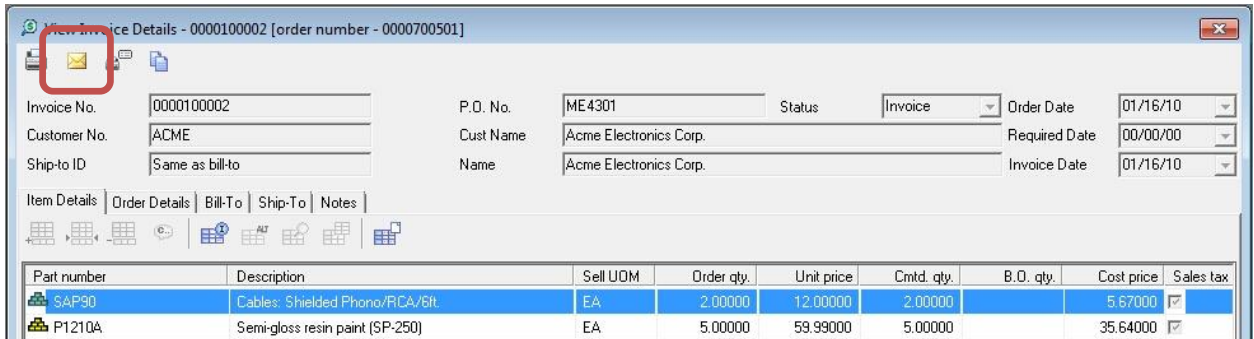 View Invoice Details - 0000100002 [order number - 0000700501]
Invoice No. 0000100002 P.O. No. ME4301 Status Invoice Order Date 01/16/10
Customer No. ACME Cust Name Acme Electronics Corp. Required Date 00/00/00
Ship-to ID Same as bill-to Name Acme Electronics Corp. Invoice Date 01/16/10
Item Details Order Details Bill-To Ship-To Notes
C... ALT
Part number Description Sell UOM Order qty. Unit price Cmtd. qty. B.O. qty. Cost price Sales tax
SAP90 Cables: Shielded Phono/RCA/6ft. EA 2.00000 12.00000 2.00000 5.67000
P1210A Semi-gloss resin paint (SP-250) EA 5.00000 59.99000 5.00000 35.64000